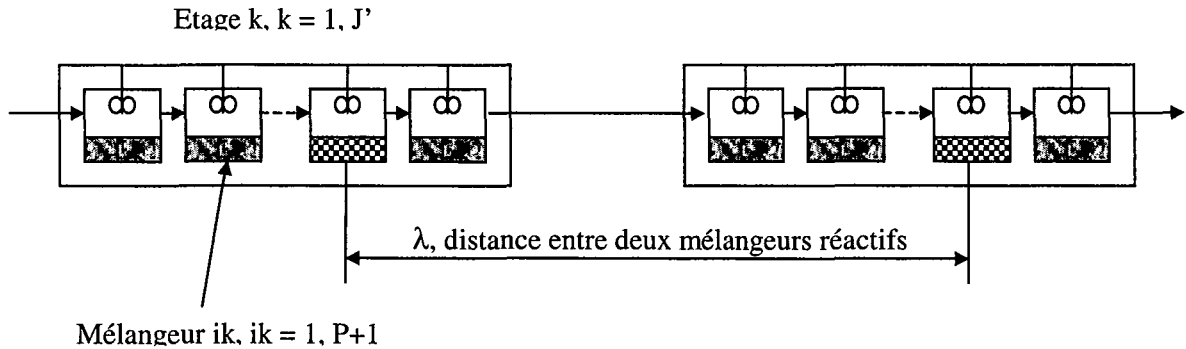 Etage k, k = 1, J’
λ, distance entre deux mélangeurs réactifs
Mélangeur ik, ik = 1, P+1